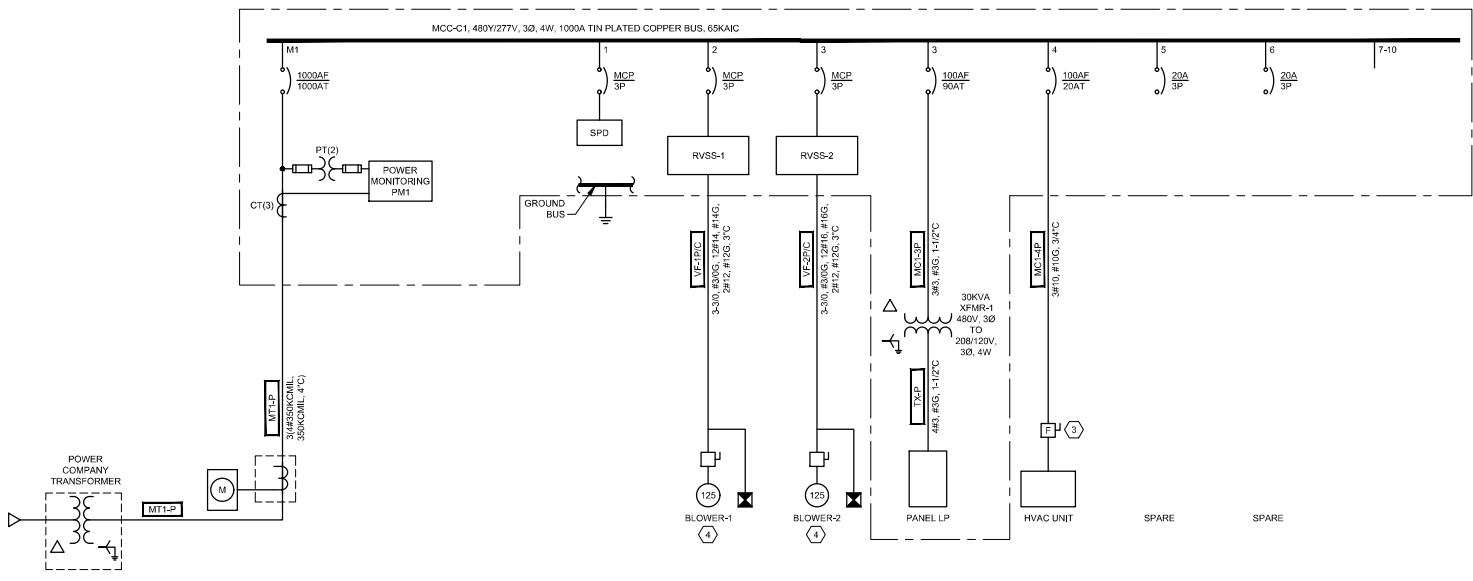 MCC-C1, 480Y/277V, 3Ø, 4W, 1000A TIN PLATED COPPER BUS, 65KAIC
M1
1000AF
1000AT
1
MCP
3P
2
MCP
3P
3
MCP
3P
3
100AF
90AT
4
100AF
20AT
5
20A
3P
6
20A
3P
7-10
PT(2)
POWER
MONITORING
PM1
CT(3)
SPD
RVSS-1
RVSS-2
GROUND
BUS
VF-1P/C
3-3/0, #3/0G, 12#14, #14G,
2#12, #12G, 3"C
VF-2P/C
3-3/0, #3/0G, 12#16, #16G,
2#12, #12G, 3"C
MC1-3P
3#3, #3G, 1-1/2"C
MC1-4P
3#10, #10G, 3/4"C
30KVA
XFMR-1
480V, 3Ø
TO
208/120V,
3Ø, 4W
TX-P
4#3, #3G, 1-1/2"C
MT1-P
3(4#350KCMIL,
350KCMIL, 4"C)
F
3
POWER
COMPANY
TRANSFORMER
MT1-P
M
125
BLOWER-1
4
125
BLOWER-2
4
PANEL LP
HVAC UNIT
SPARE
SPARE